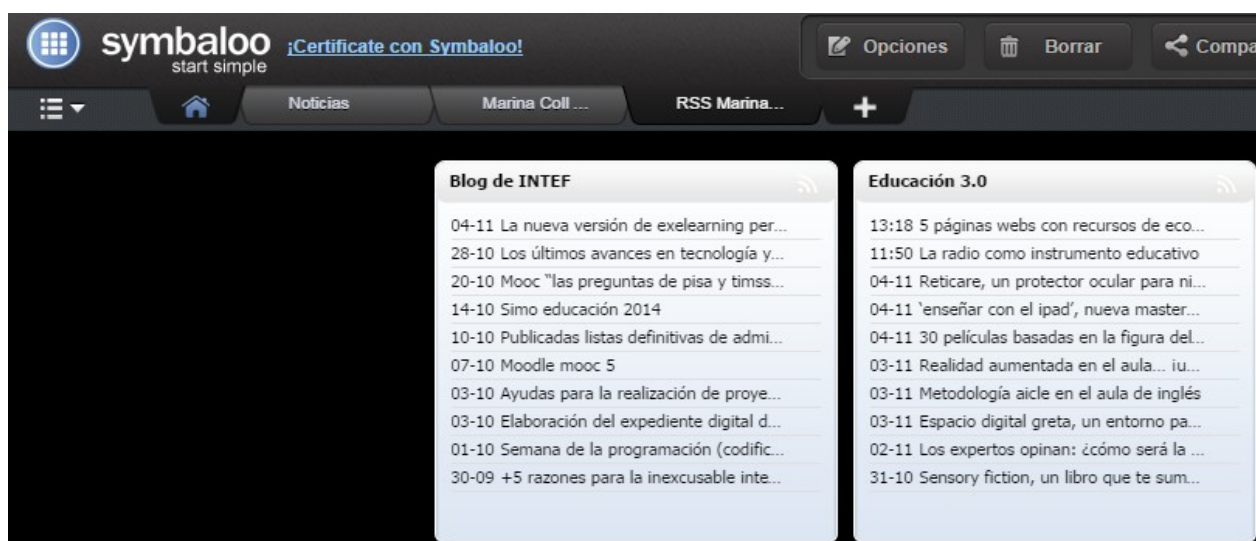 symbaloo
start simple
¡Certificate con Symbaloo!
Opciones
Borrar
Compa
Noticias
Marina Coll ...
RSS Marina...
Blog de INTEF
04-11 La nueva versión de exelearning per...
28-10 Los últimos avances en tecnología y...
20-10 Mooc "las preguntas de pisa y timss...
14-10 Simo educación 2014
10-10 Publicadas listas definitivas de admi...
07-10 Moodle mooc 5
03-10 Ayudas para la realización de proye...
03-10 Elaboración del expediente digital d...
01-10 Semana de la programación (codific...
30-09 +5 razones para la inexcusable inte...
Educación 3.0
13:18 5 páginas webs con recursos de eco...
11:50 La radio como instrumento educativo
04-11 Reticare, un protector ocular para ni...
04-11 ‘enseñar con el ipad’, nueva master...
04-11 30 películas basadas en la figura del...
03-11 Realidad aumentada en el aula... ¡u...
03-11 Metodología aicle en el aula de inglés
03-11 Espacio digital greta, un entorno pa...
02-11 Los expertos opinan: ¿cómo será la ...
31-10 Sensory fiction, un libro que te sum...